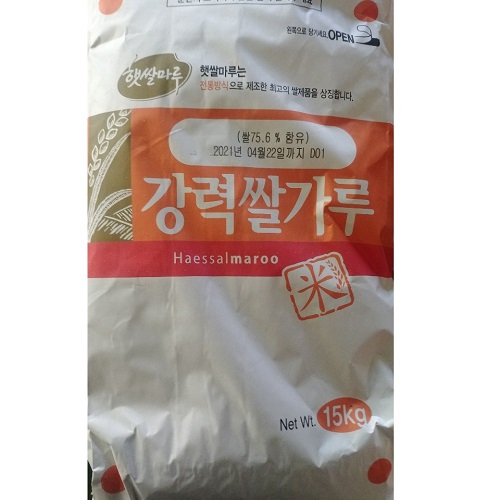 왼쪽으로 당기세요. OPEN
햇쌀마루
햇쌀마루는
전통방식으로 제조한 최고의 쌀제품을 상징합니다.
(쌀75.6 % 함유)
2021년 04월22일까지 D01
강력쌀가루
Haessalmaroo
米
Net Wt. 15kg